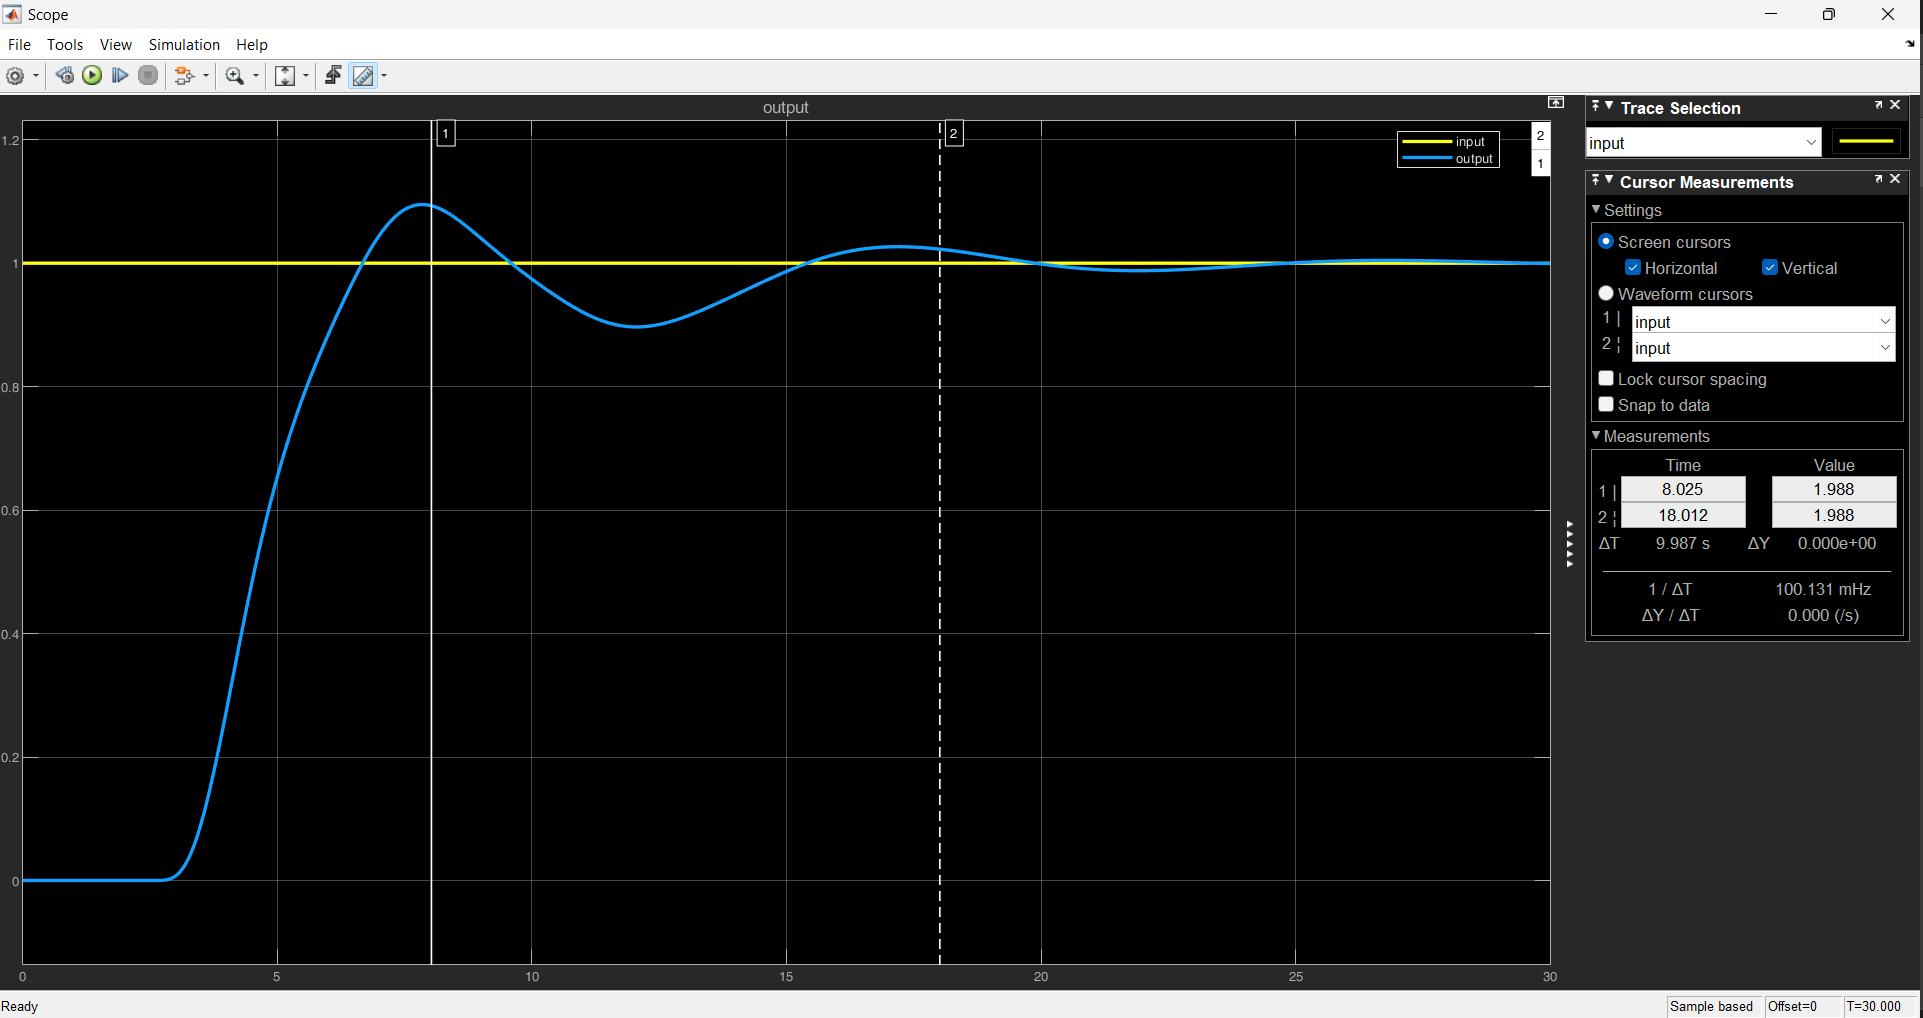 Scope
File Tools View Simulation Help
output
1.2
1
0.8
0.6
0.4
0.2
0
0 5 10 15 20 25 30
1
2
input
output
2
1
Trace Selection
input
Cursor Measurements
Settings
Screen cursors
Horizontal Vertical
Waveform cursors
1 | input
2 ¦ input
Lock cursor spacing
Snap to data
Measurements
Time Value
1 | 8.025 1.988
2 ¦ 18.012 1.988
ΔT 9.987 s ΔY 0.000e+00
1 / ΔT 100.131 mHz
ΔY / ΔT 0.000 (/s)
Ready Sample based Offset=0 T=30.000